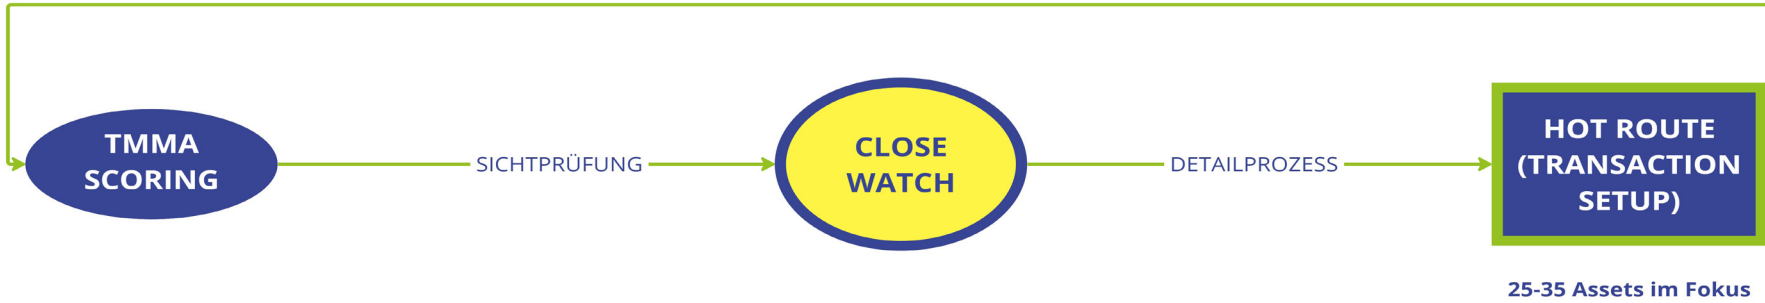 TMMA
SCORING
SICHTPRÜFUNG
CLOSE
WATCH
DETAILPROZESS
HOT ROUTE
(TRANSACTION
SETUP)
25-35 Assets im Fokus